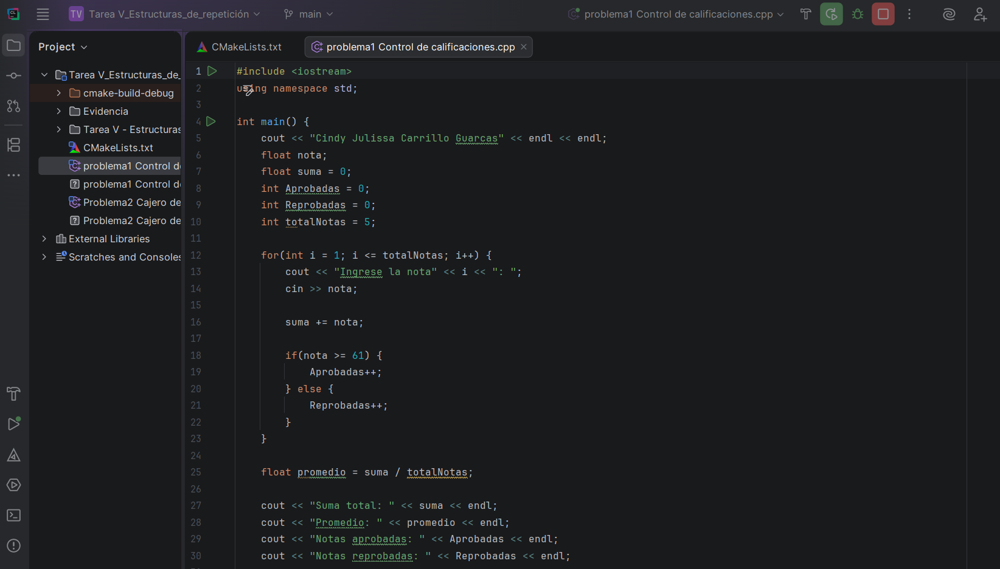 TV Tarea V_Estructuras_de_repetición main problema1 Control de calificaciones.cpp
Project
CMakeLists.txt problema1 Control de calificaciones.cpp
Tarea V_Estructuras_de_
cmake-build-debug
Evidencia
Tarea V - Estructuras
CMakeLists.txt
problema1 Control de
problema1 Control de
Problema2 Cajero de
Problema2 Cajero de
External Libraries
Scratches and Consoles
1 #include <iostream>
2 using namespace std;
3
4 int main() {
5 cout << "Cindy Julissa Carrillo Guarcas" << endl << endl;
6 float nota;
7 float suma = 0;
8 int Aprobadas = 0;
9 int Reprobadas = 0;
10 int totalNotas = 5;
11
12 for(int i = 1; i <= totalNotas; i++) {
13 cout << "Ingrese la nota" << i << ": ";
14 cin >> nota;
15
16 suma += nota;
17
18 if(nota >= 61) {
19 Aprobadas++;
20 } else {
21 Reprobadas++;
22 }
23 }
24
25 float promedio = suma / totalNotas;
26
27 cout << "Suma total: " << suma << endl;
28 cout << "Promedio: " << promedio << endl;
29 cout << "Notas aprobadas: " << Aprobadas << endl;
30 cout << "Notas reprobadas: " << Reprobadas << endl;